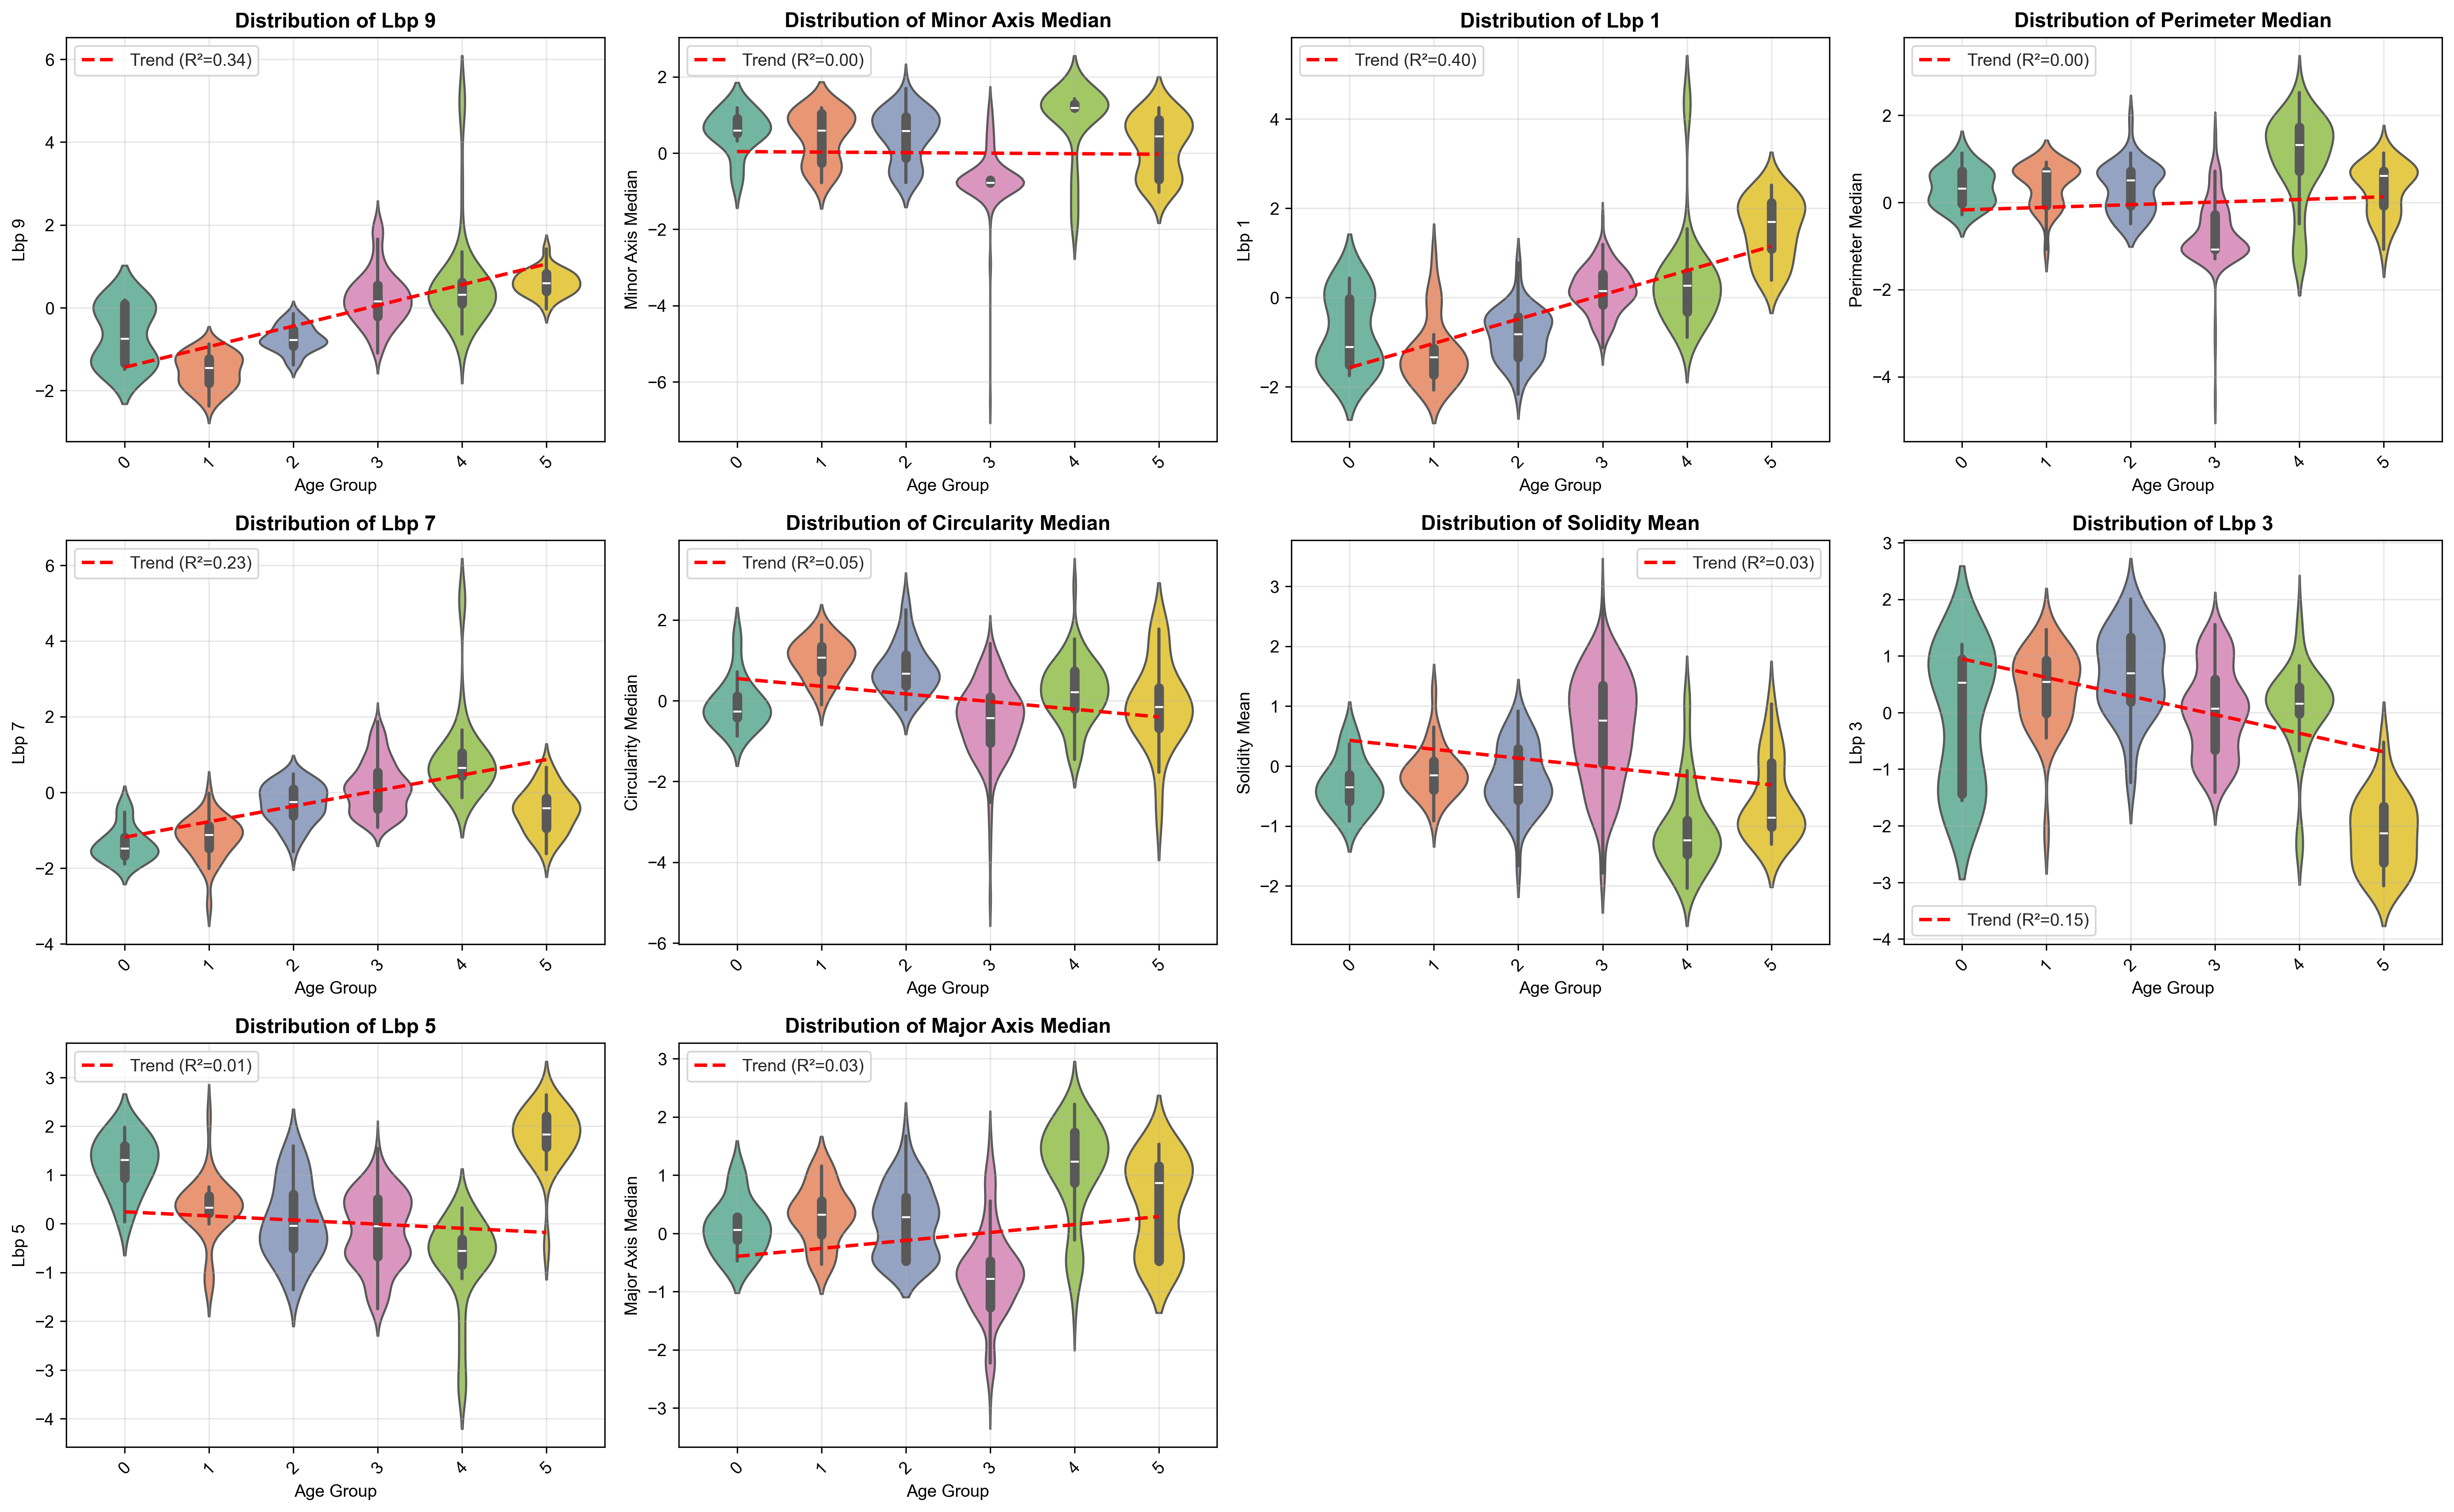 Distribution of Lbp 9
Trend (R²=0.34)
Lbp 9
6
4
2
0
−2
0 1 2 3 4 5
Age Group
Distribution of Minor Axis Median
Trend (R²=0.00)
Minor Axis Median
2
0
−2
−4
−6
0 1 2 3 4 5
Age Group
Distribution of Lbp 1
Trend (R²=0.40)
Lbp 1
4
2
0
−2
0 1 2 3 4 5
Age Group
Distribution of Perimeter Median
Trend (R²=0.00)
Perimeter Median
2
0
−2
−4
0 1 2 3 4 5
Age Group
Distribution of Lbp 7
Trend (R²=0.23)
Lbp 7
6
4
2
0
−2
−4
0 1 2 3 4 5
Age Group
Distribution of Circularity Median
Trend (R²=0.05)
Circularity Median
2
0
−2
−4
−6
0 1 2 3 4 5
Age Group
Distribution of Solidity Mean
Trend (R²=0.03)
Solidity Mean
3
2
1
0
−1
−2
0 1 2 3 4 5
Age Group
Distribution of Lbp 3
Trend (R²=0.15)
Lbp 3
3
2
1
0
−1
−2
−3
−4
0 1 2 3 4 5
Age Group
Distribution of Lbp 5
Trend (R²=0.01)
Lbp 5
3
2
1
0
−1
−2
−3
−4
0 1 2 3 4 5
Age Group
Distribution of Major Axis Median
Trend (R²=0.03)
Major Axis Median
3
2
1
0
−1
−2
−3
0 1 2 3 4 5
Age Group